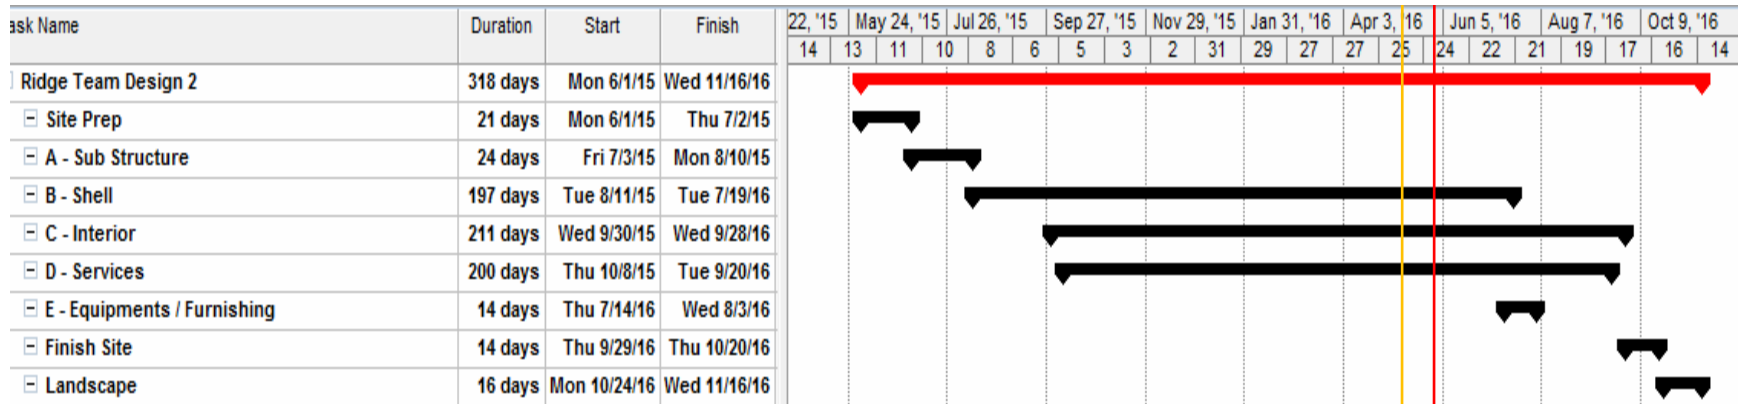 ask Name Duration Start Finish 22, '15 May 24, '15 Jul 26, '15 Sep 27, '15 Nov 29, '15 Jan 31, '16 Apr 3, '16 Jun 5, '16 Aug 7, '16 Oct 9, '16
14 13 11 10 8 6 5 3 2 31 29 27 27 25 24 22 21 19 17 16 14
Ridge Team Design 2 318 days Mon 6/1/15 Wed 11/16/16
Site Prep 21 days Mon 6/1/15 Thu 7/2/15
A - Sub Structure 24 days Fri 7/3/15 Mon 8/10/15
B - Shell 197 days Tue 8/11/15 Tue 7/19/16
C - Interior 211 days Wed 9/30/15 Wed 9/28/16
D - Services 200 days Thu 10/8/15 Tue 9/20/16
E - Equipments / Furnishing 14 days Thu 7/14/16 Wed 8/3/16
Finish Site 14 days Thu 9/29/16 Thu 10/20/16
Landscape 16 days Mon 10/24/16 Wed 11/16/16